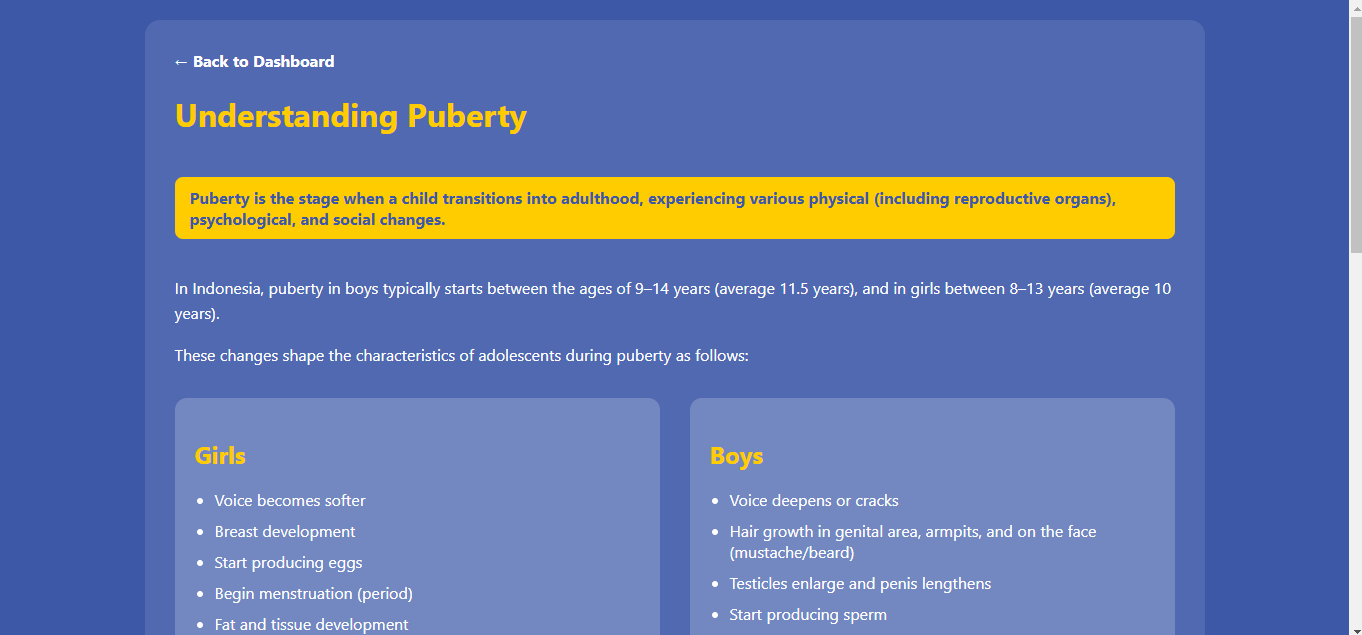 ← Back to Dashboard
Understanding Puberty
Puberty is the stage when a child transitions into adulthood, experiencing various physical (including reproductive organs),
psychological, and social changes.
In Indonesia, puberty in boys typically starts between the ages of 9–14 years (average 11.5 years), and in girls between 8–13 years (average 10
years).
These changes shape the characteristics of adolescents during puberty as follows:
Girls
Voice becomes softer
Breast development
Start producing eggs
Begin menstruation (period)
Fat and tissue development
Boys
Voice deepens or cracks
Hair growth in genital area, armpits, and on the face
(mustache/beard)
Testicles enlarge and penis lengthens
Start producing sperm